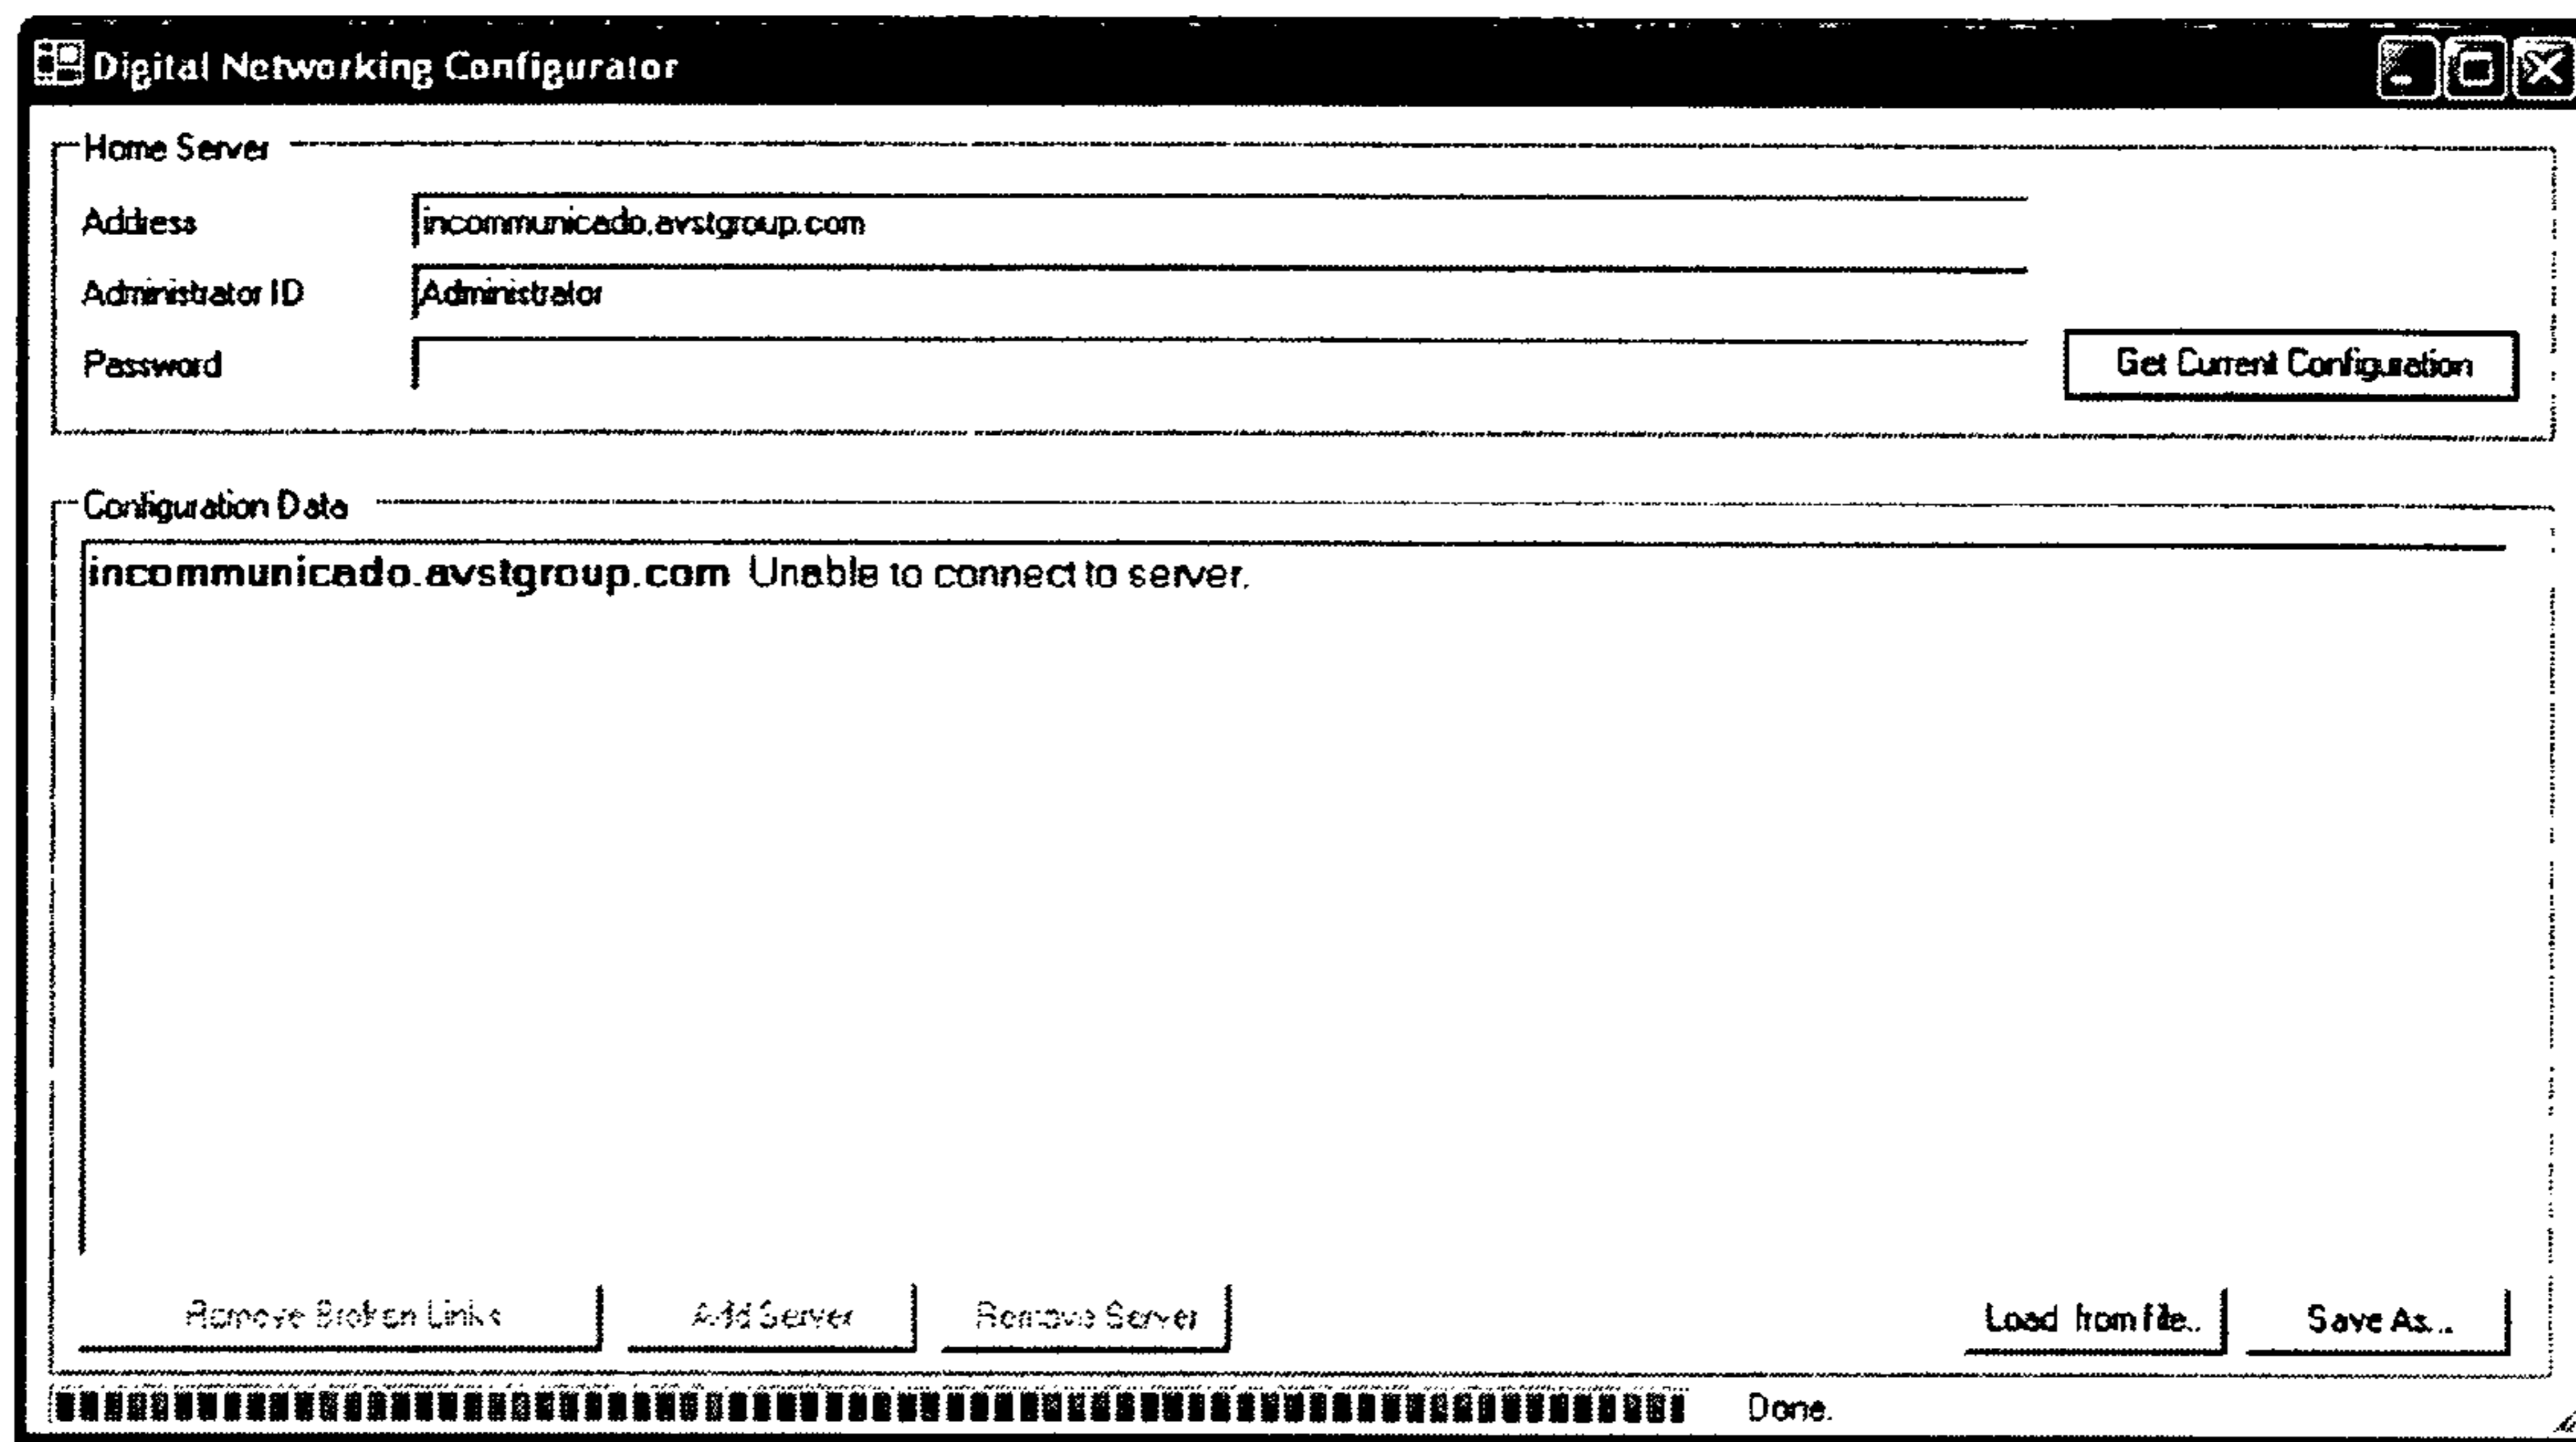 Digital Networking Configurator
Home Server
Address incommunicado.avstgroup.com
Administrator ID Administrator
Password Get Current Configuration
Configuration Data
incommunicado.avstgroup.com Unable to connect to server.
Remove Broken Links Add Server Remove Server Load from file.. Save As...
Done.